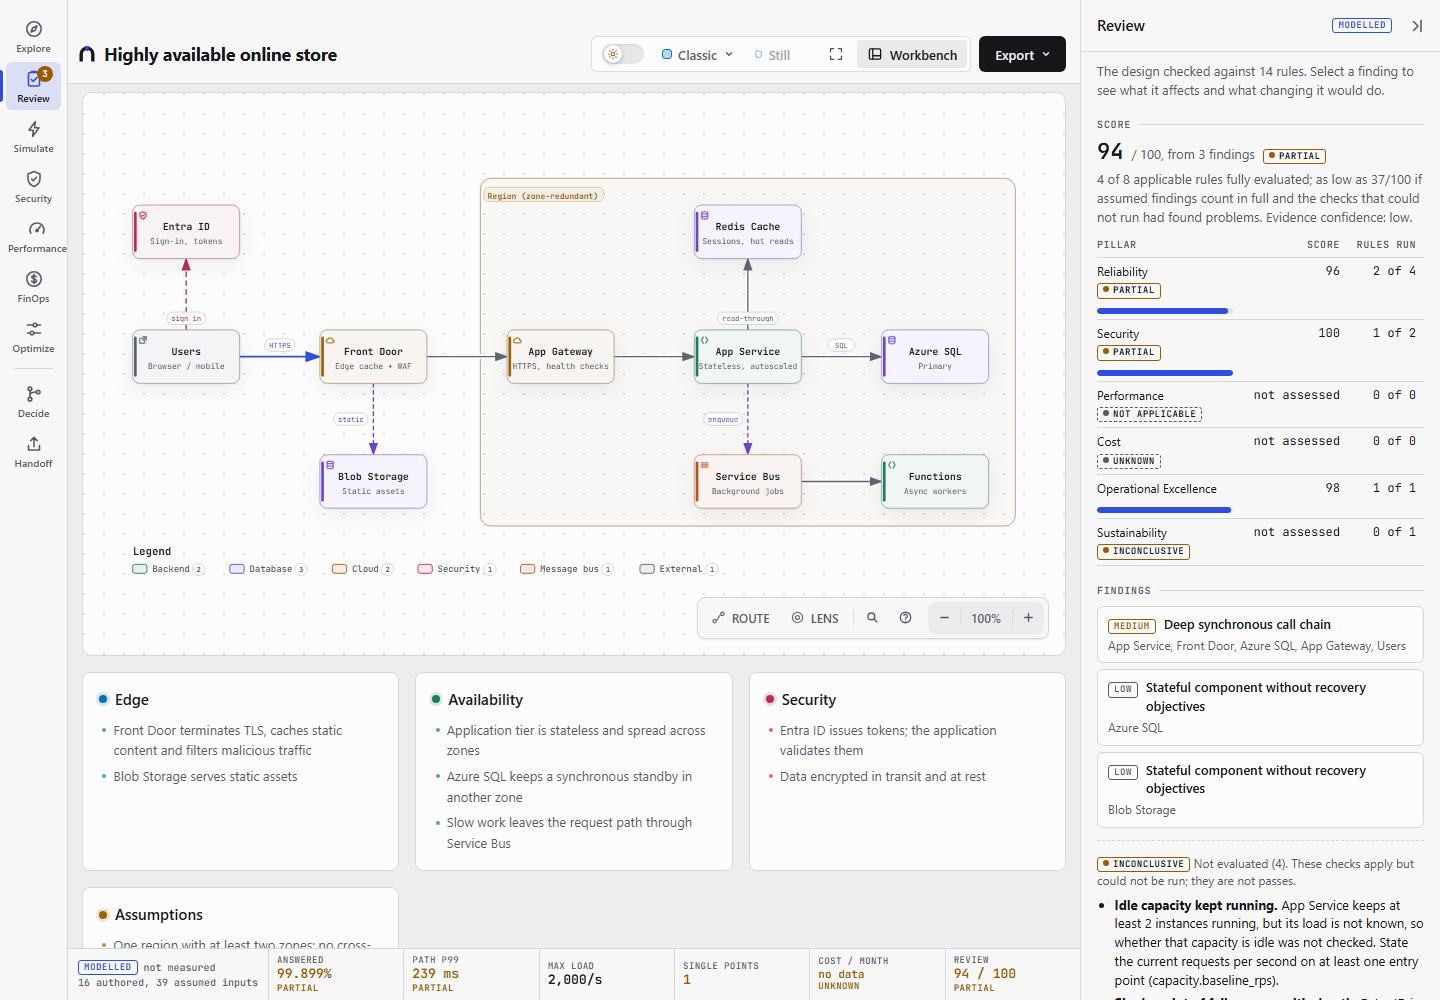 Explore
3
Review
Simulate
Security
Performance
FinOps
Optimize
Decide
Handoff
Highly available online store
Classic
Still
Workbench
Export
Region (zone-redundant)
Entra ID
Sign-in, tokens
Redis Cache
Sessions, hot reads
sign in
read-through
Users
Browser / mobile
HTTPS
Front Door
Edge cache + WAF
App Gateway
HTTPS, health checks
App Service
Stateless, autoscaled
SQL
Azure SQL
Primary
static
enqueue
Blob Storage
Static assets
Service Bus
Background jobs
Functions
Async workers
Legend
Backend 2
Database 3
Cloud 2
Security 1
Message bus 1
External 1
ROUTE
LENS
100%
Edge
Front Door terminates TLS, caches static
content and filters malicious traffic
Blob Storage serves static assets
Availability
Application tier is stateless and spread across
zones
Azure SQL keeps a synchronous standby in
another zone
Slow work leaves the request path through
Service Bus
Security
Entra ID issues tokens; the application
validates them
Data encrypted in transit and at rest
Assumptions
One region with at least two zones; no cross-
MODELLED not measured
16 authored, 39 assumed inputs
ANSWERED
99.899%
PARTIAL
PATH P99
239 ms
PARTIAL
MAX LOAD
2,000/s
SINGLE POINTS
1
COST / MONTH
no data
UNKNOWN
REVIEW
94 / 100
PARTIAL
Review
MODELLED
The design checked against 14 rules. Select a finding to
see what it affects and what changing it would do.
SCORE
94 / 100, from 3 findings PARTIAL
4 of 8 applicable rules fully evaluated; as low as 37/100 if
assumed findings count in full and the checks that could
not run had found problems. Evidence confidence: low.
PILLAR SCORE RULES RUN
Reliability 96 2 of 4
PARTIAL
Security 100 1 of 2
PARTIAL
Performance not assessed 0 of 0
NOT APPLICABLE
Cost not assessed 0 of 0
UNKNOWN
Operational Excellence 98 1 of 1
Sustainability not assessed 0 of 1
INCONCLUSIVE
FINDINGS
MEDIUM Deep synchronous call chain
App Service, Front Door, Azure SQL, App Gateway, Users
LOW Stateful component without recovery
objectives
Azure SQL
LOW Stateful component without recovery
objectives
Blob Storage
INCONCLUSIVE Not evaluated (4). These checks apply but
could not be run; they are not passes.
Idle capacity kept running. App Service keeps at
least 2 instances running, but its load is not known, so
whether that capacity is idle was not checked. State
the current requests per second on at least one entry
point (capacity.baseline_rps).